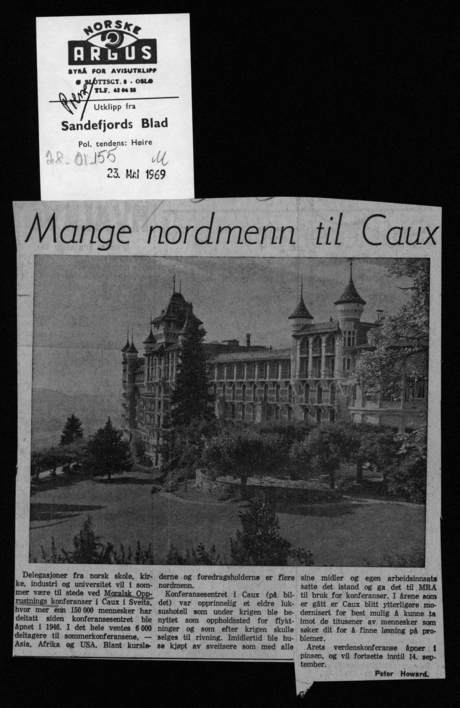 NORSKE
ARGUS
BYRÅ FOR AVISUTKLIPP
SLOTTSGT. 8 - OSLO
TLF.
Utklipp fra
Sandefjords Blad
Pol. tendens: Høire
23. MAI 1969
Mange nordmenn til Caux
Delegasjoner fra norsk skole, kir-
ke, industri og universitet vil i som-
mer være til stede ved Moralsk Opp-
rustnings konferanser i Caux i Sveits,
hvor mer enn 150 000 mennesker har
deltatt siden konferansesentret ble
åpnet i 1946. I det hele ventes 6 000
deltagere til sommerkonferansene, —
Asia, Afrika og USA. Blant kursle-
derne og foredragsholderne er flere
nordmenn.
Konferansesentret i Caux (på bil-
det) var opprinnelig et eldre luk-
sushotell som under krigen ble be-
nyttet som oppholdssted for flykt-
ninger og som efter krigen skulle
selges til rivning. Imidlertid ble hu-
se kjøpt av sveitsere som med alle
sine midler og egen arbeidsinnsats
satte det istand og ga det til MRA
til bruk for konferanser. I årene som
er gått er Caux blitt ytterligere mo-
dernisert for best mulig å kunne ta
imot de titusener av mennesker som
søker dit for å finne løsning på pro-
blemer.
Årets verdenskonferanse åpner i
pinsen, og vil fortsette inntil 14. sep-
tember.
Peter Howard.